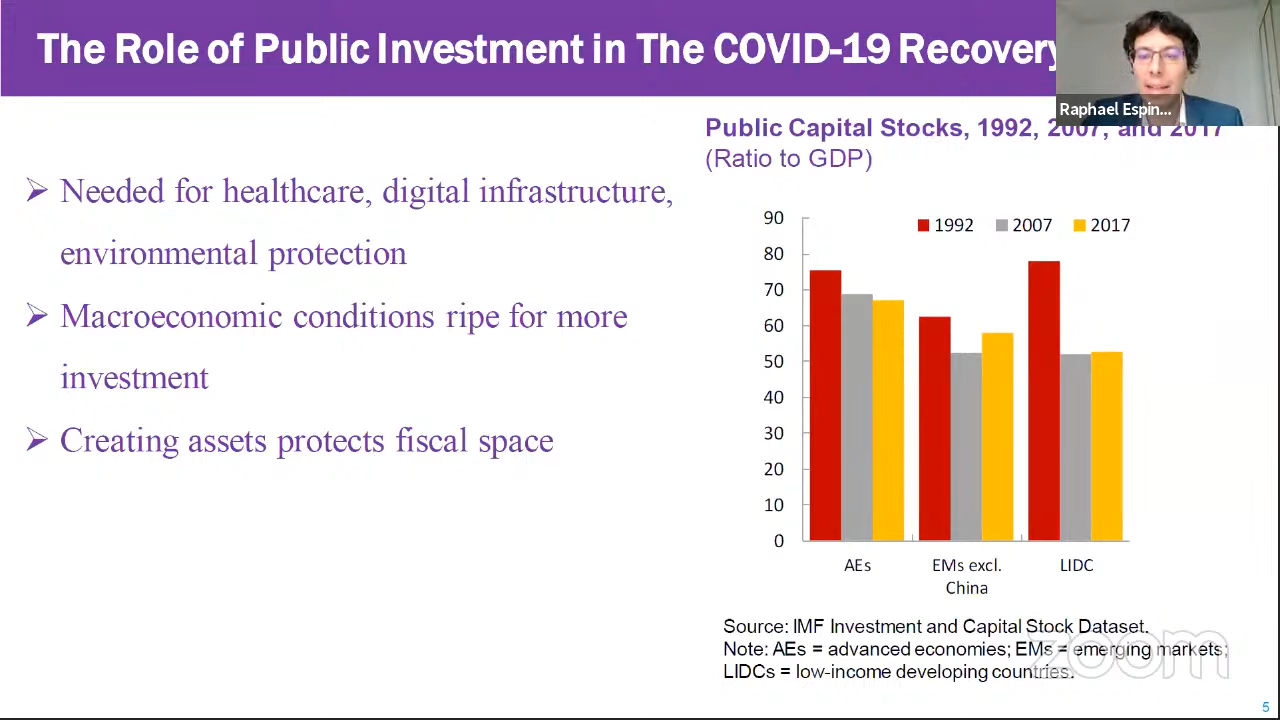 The Role of Public Investment in The COVID-19 Recovery
Raphael Espin...
Public Capital Stocks, 1992, 2007, and 2017
(Ratio to GDP)
➢ Needed for healthcare, digital infrastructure,
environmental protection
➢ Macroeconomic conditions ripe for more
investment
➢ Creating assets protects fiscal space
1992 2007 2017
90
80
70
60
50
40
30
20
10
0
AEs
EMs excl.
China
LIDC
Source: IMF Investment and Capital Stock Dataset.
Note: AEs = advanced economies; EMs = emerging markets;
LIDCs = low-income developing countries.
zoom
5